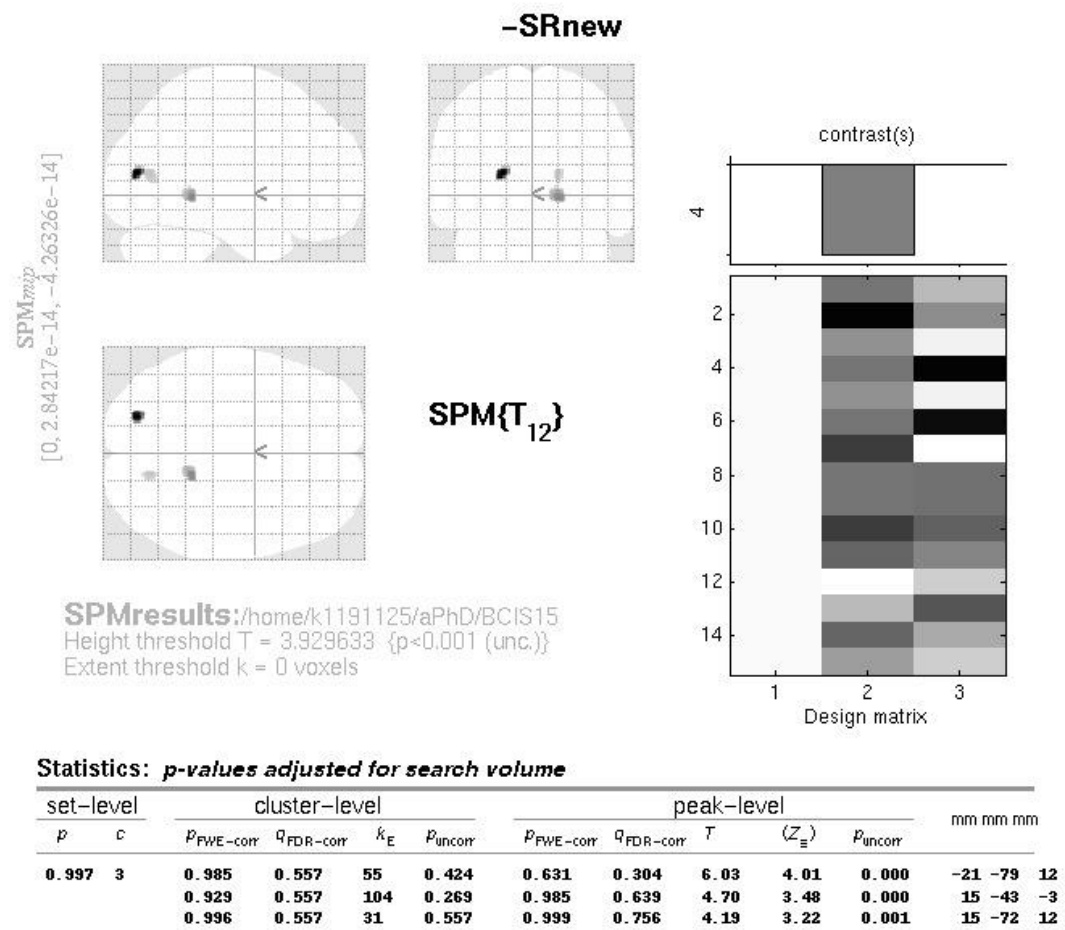 -SRnew
SPMmip
[0, 2.84217e-14, -4.26326e-14]
<
<
<
SPM{T12}
contrast(s)
4
2
4
6
8
10
12
14
1 2 3
Design matrix
SPMresults:/home/k1191125/aPhD/BCIS15
Height threshold T = 3.929633 {p<0.001 (unc.)}
Extent threshold k = 0 voxels
Statistics: p-values adjusted for search volume
set-level cluster-level peak-level mm mm mm
p c pFWE-corr qFDR-corr kE puncorr pFWE-corr qFDR-corr T (Z≡) puncorr
0.997 3 0.985 0.557 55 0.424 0.631 0.304 6.03 4.01 0.000 -21 -79 12
0.929 0.557 104 0.269 0.985 0.639 4.70 3.48 0.000 15 -43 -3
0.996 0.557 31 0.557 0.999 0.756 4.19 3.22 0.001 15 -72 12